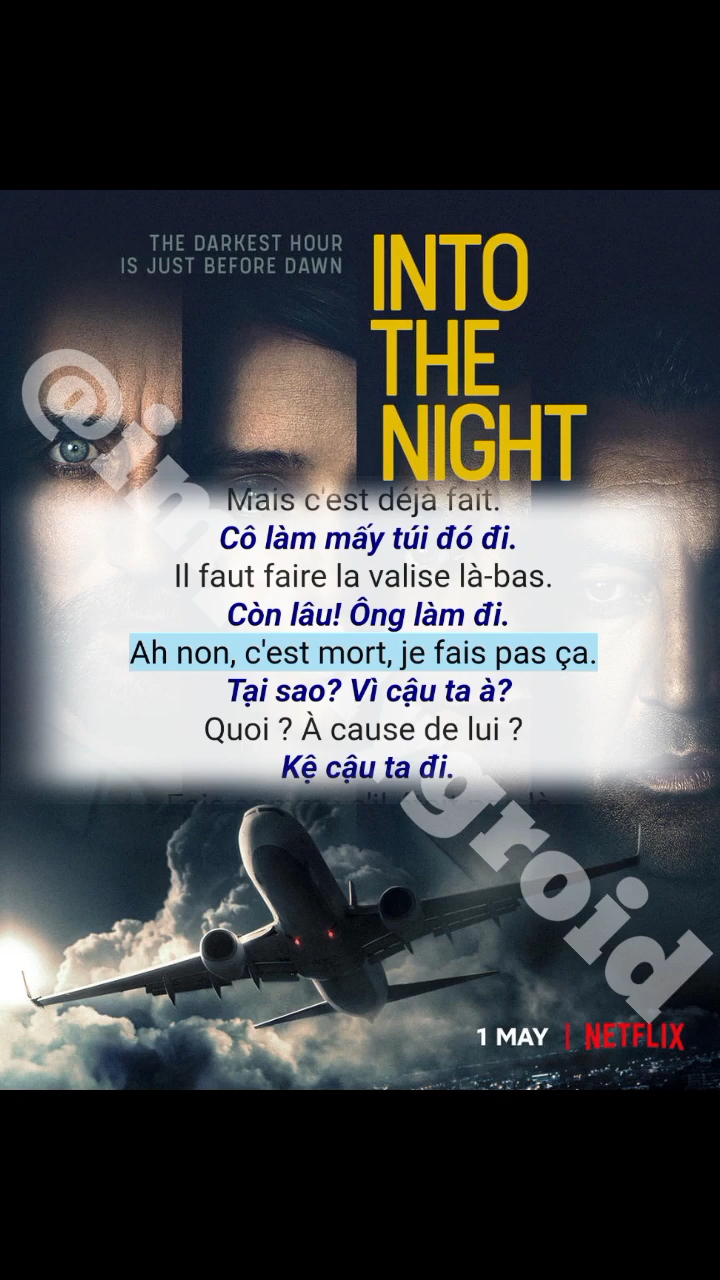 THE DARKEST HOUR
IS JUST BEFORE DAWN
INTO
THE
NIGHT
Mais c'est déjà fait.
Cô làm mấy túi đó đi.
Il faut faire la valise là-bas.
Còn lâu! Ông làm đi.
Ah non, c'est mort, je fais pas ça.
Tại sao? Vì cậu ta à?
Quoi ? À cause de lui ?
Kệ cậu ta đi.
1 MAY | NETFLIX